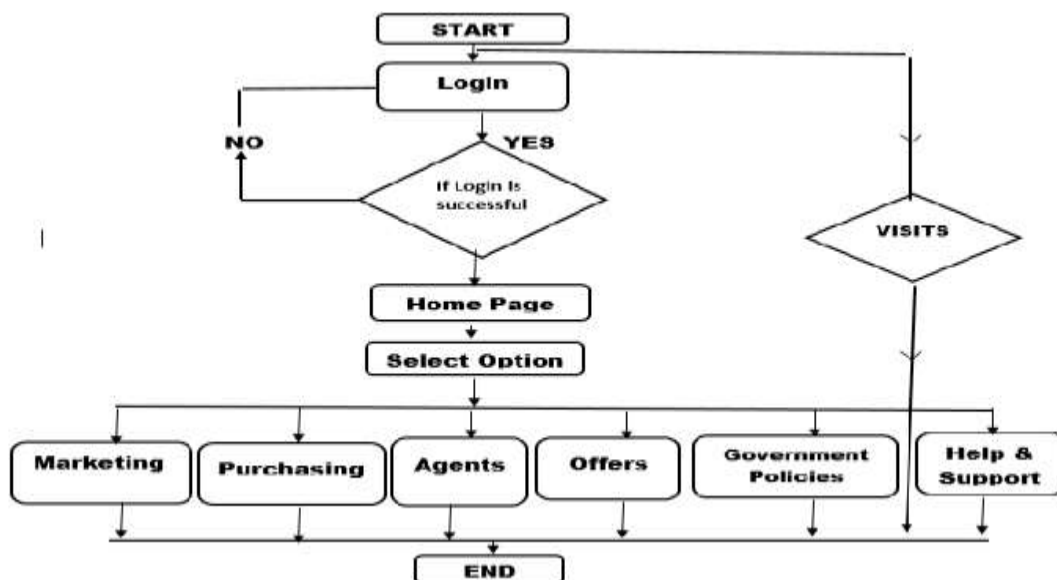 START
Login
NO
YES
If Login is
successful
VISITS
Home Page
Select Option
Marketing
Purchasing
Agents
Offers
Government
Policies
Help &
Support
END